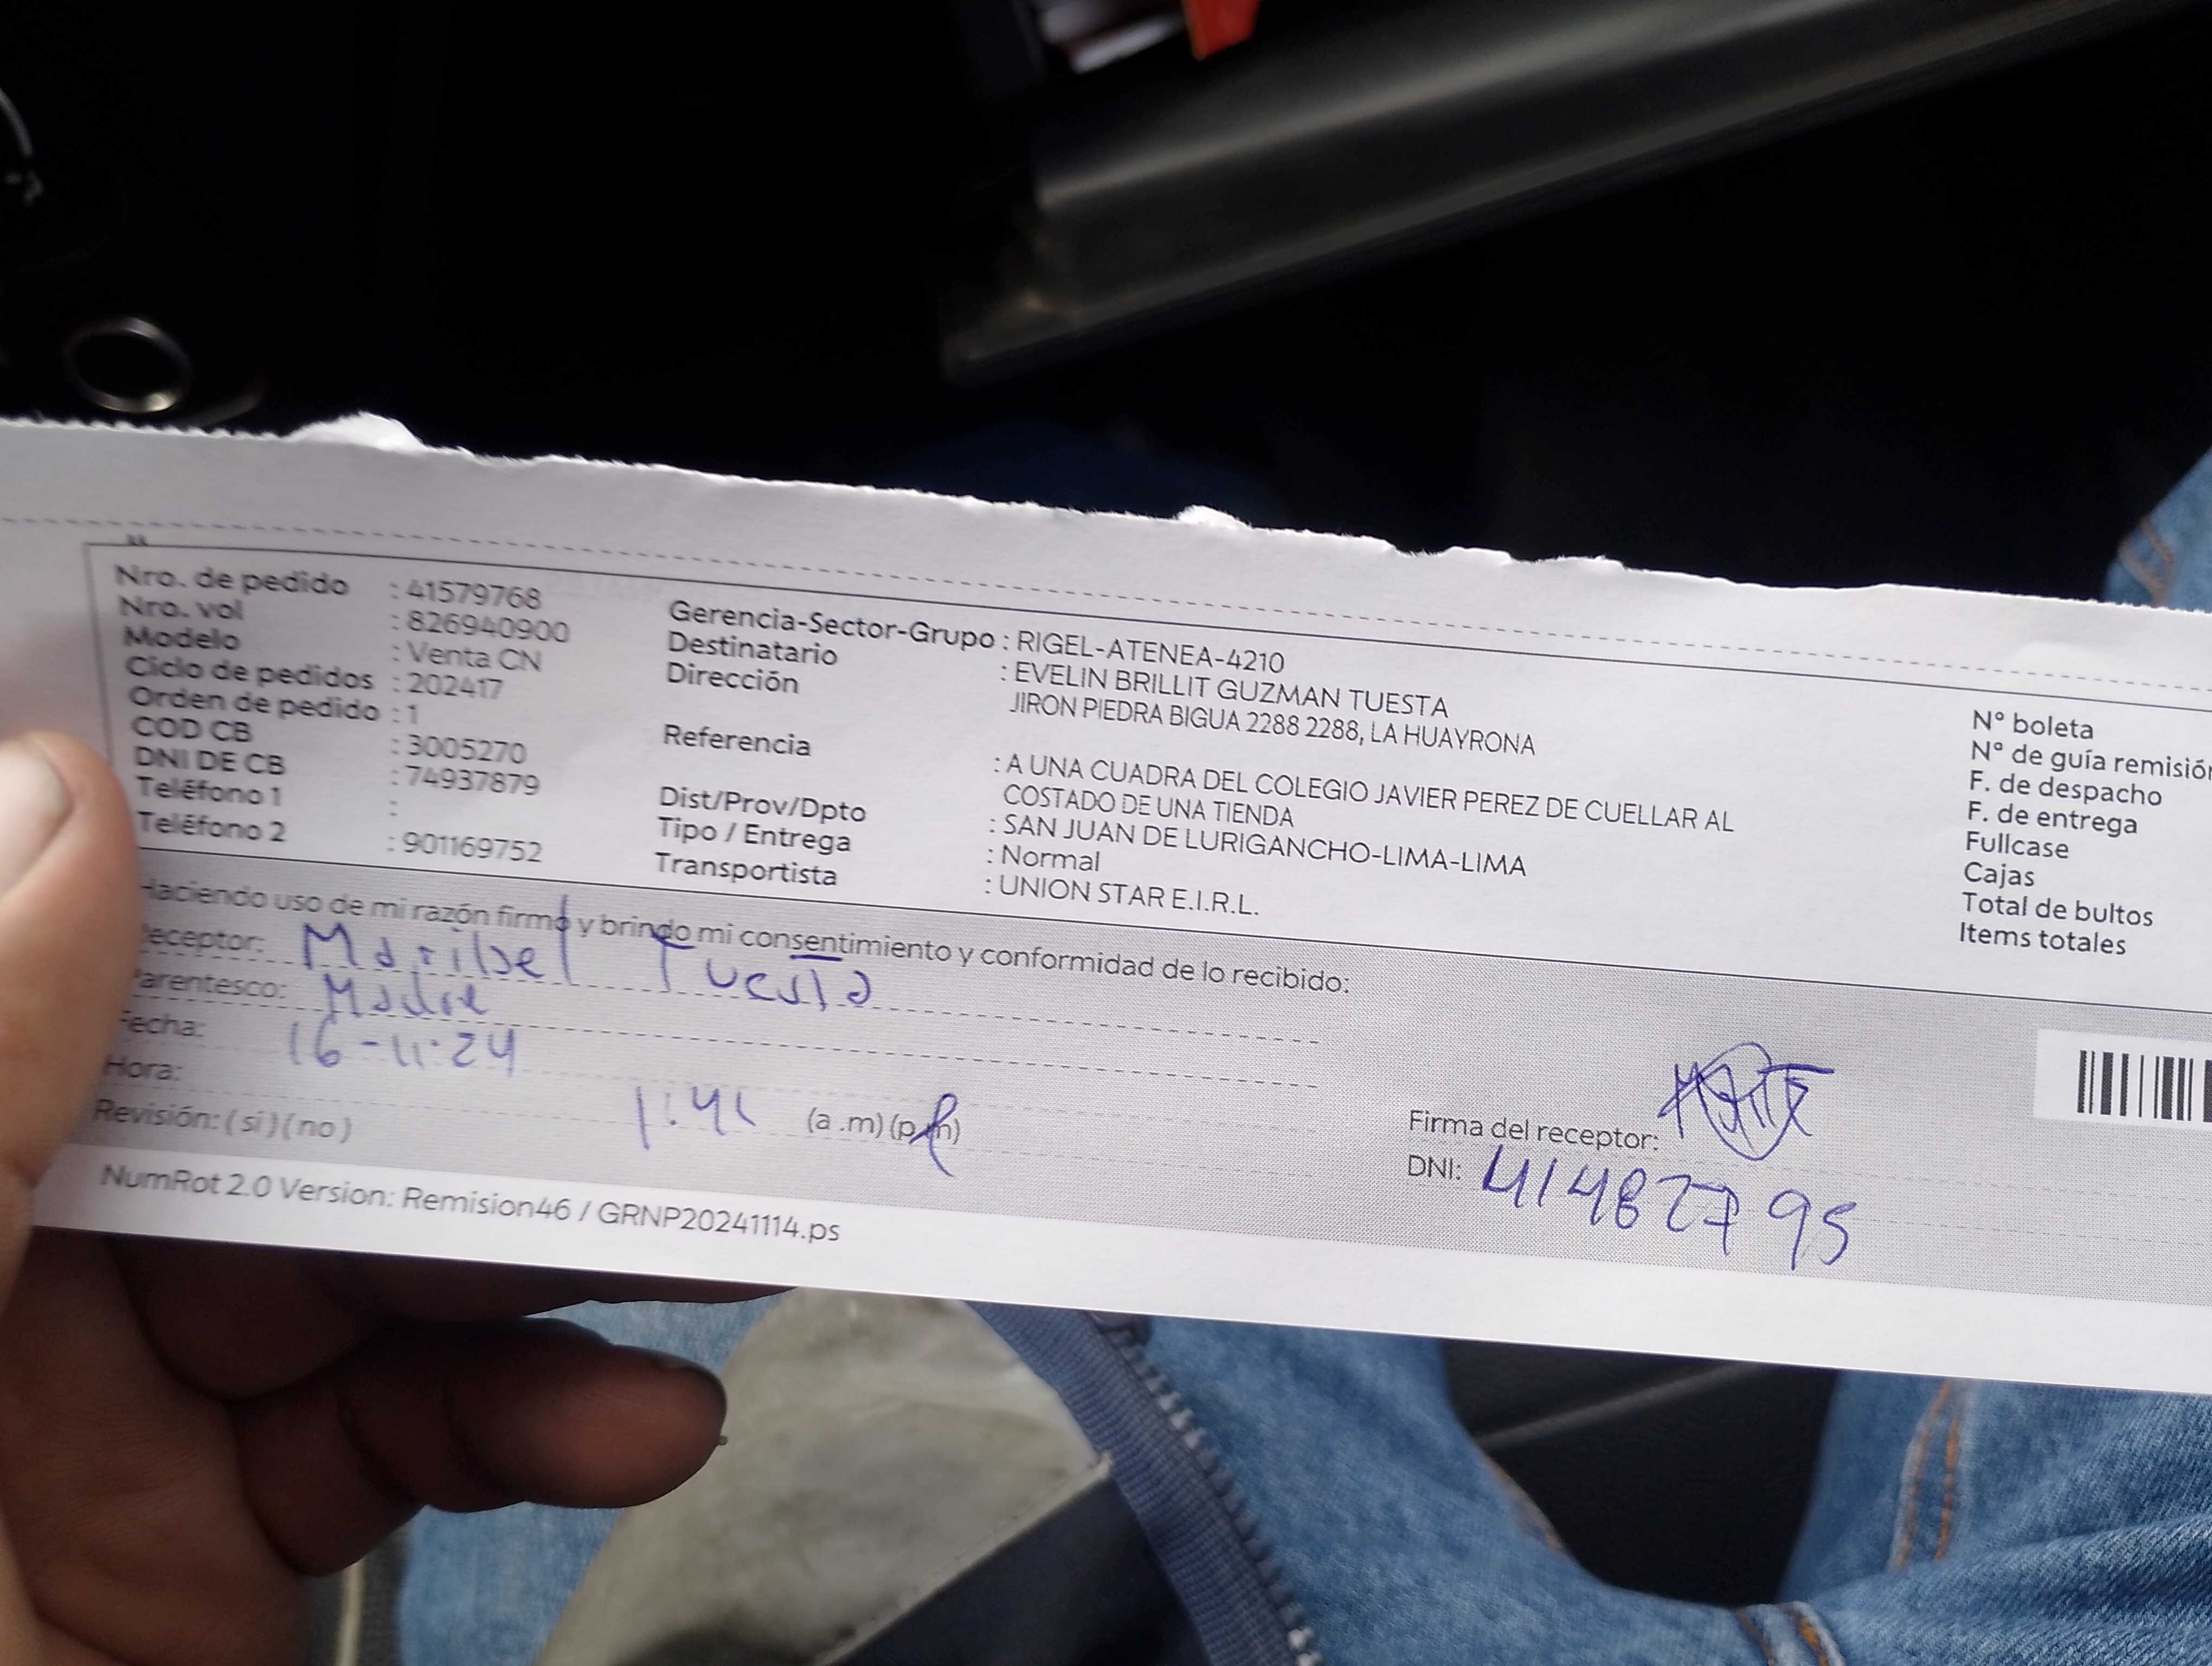 Nro. de pedido : 41579768
Nro. vol : 826940900
Modelo : Venta CN
Ciclo de pedidos : 202417
Orden de pedido : 1
COD CB : 3005270
DNI DE CB : 74937879
Teléfono 1 :
Teléfono 2 : 901169752
Gerencia-Sector-Grupo : RIGEL-ATENEA-4210
Destinatario : EVELIN BRILLIT GUZMAN TUESTA
Dirección JIRON PIEDRA BIGUA 2288 2288, LA HUAYRONA
Referencia : A UNA CUADRA DEL COLEGIO JAVIER PEREZ DE CUELLAR AL
COSTADO DE UNA TIENDA
Dist/Prov/Dpto : SAN JUAN DE LURIGANCHO-LIMA-LIMA
Tipo / Entrega : Normal
Transportista : UNION STAR E.I.R.L.
N° boleta
N° de guía remisión
F. de despacho
F. de entrega
Fullcase
Cajas
Total de bultos
Items totales
Haciendo uso de mi razón firmo y brindo mi consentimiento y conformidad de lo recibido:
Receptor: Maribel Tuesta
Parentesco: Madre
Fecha: 16-11-24
Hora: (a .m) (p.m)
Revisión: ( si ) ( no )
Firma del receptor:
DNI: 41482795
NumRot 2.0 Version: Remision46 / GRNP20241114.ps